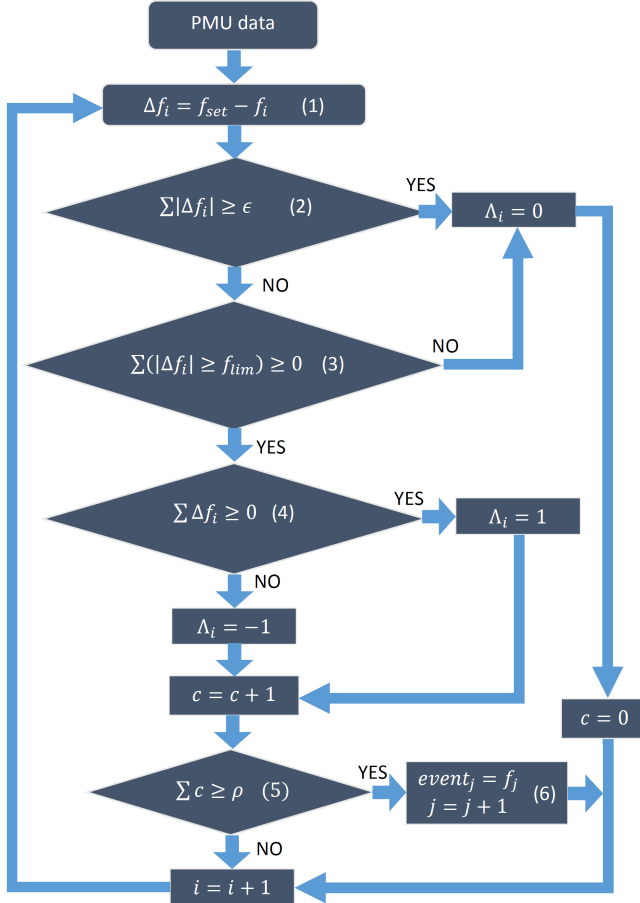 PMU data
Δf_i = f_set − f_i (1)
∑|Δf_i| ≥ ϵ (2)
YES
Λ_i = 0
NO
∑(|Δf_i| ≥ f_lim) ≥ 0 (3)
NO
YES
∑ Δf_i ≥ 0 (4)
YES
Λ_i = 1
NO
Λ_i = −1
c = c + 1
c = 0
∑ c ≥ ρ (5)
YES
event_j = f_j
j = j + 1 (6)
NO
i = i + 1